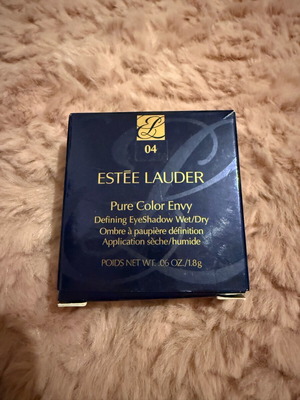 04
ESTĒE LAUDER
Pure Color Envy
Defining EyeShadow Wet/Dry
Ombre à paupière définition
Application sèche/humide
POIDS NET WT. .06 OZ./1.8g